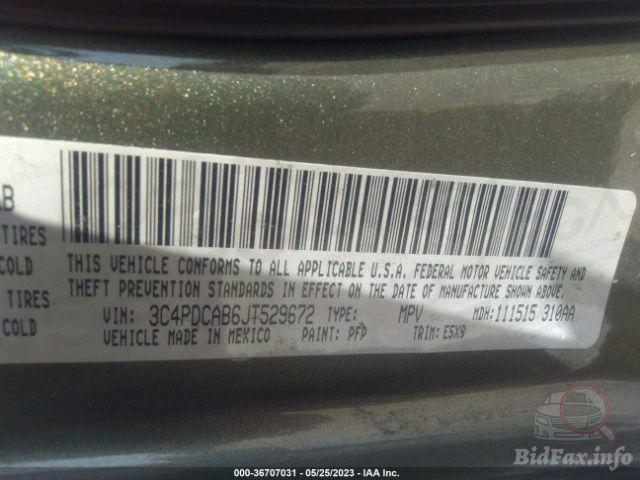 AB
TIRES
COLD
COLD
THIS VEHICLE CONFORMS TO ALL APPLICABLE U.S.A. FEDERAL MOTOR VEHICLE SAFETY AND
THEFT PREVENTION STANDARDS IN EFFECT ON THE DATE OF MANUFACTURE SHOWN ABOVE.
VIN: 3C4PDCAB6JT529672 TYPE: MPV MDH: 111515 310AA
VEHICLE MADE IN MEXICO PAINT: PFP TRIM: E5X9
000-36707031 - 05/25/2023 - IAA Inc.
BidFax.info